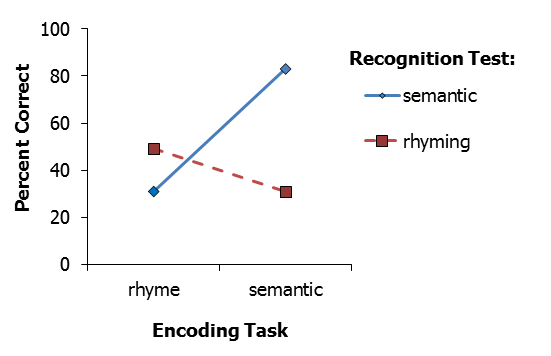 100
80
60
40
20
0
Percent Correct
rhyme
semantic
Encoding Task
Recognition Test:
semantic
rhyming